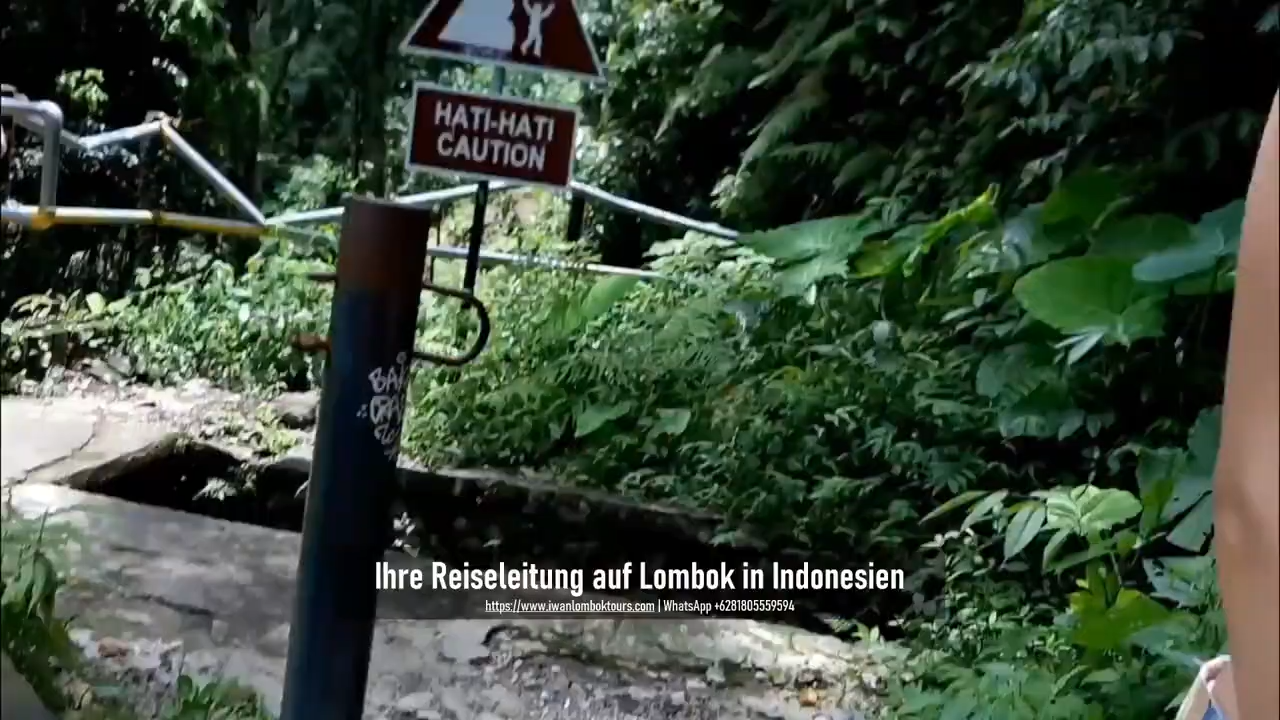 HATI-HATI
CAUTION
Ihre Reiseleitung auf Lombok in Indonesien
https://www.iwanlomboktours.com | WhatsApp +6281805559594